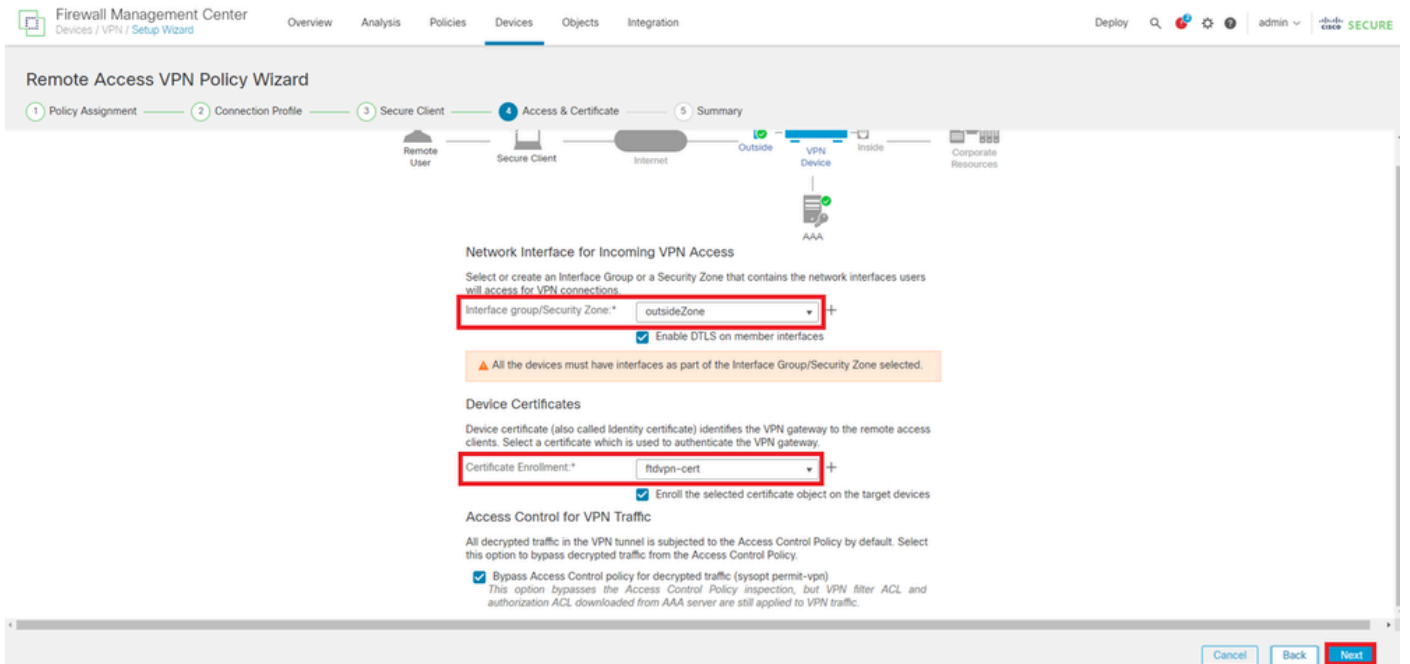 Firewall Management Center
Devices / VPN / Setup Wizard
Overview
Analysis
Policies
Devices
Objects
Integration
Deploy
admin
cisco SECURE
Remote Access VPN Policy Wizard
1 Policy Assignment
2 Connection Profile
3 Secure Client
4 Access & Certificate
5 Summary
Remote
User
Secure Client
Internet
Outside
VPN
Device
Inside
Corporate
Resources
AAA
Network Interface for Incoming VPN Access
Select or create an Interface Group or a Security Zone that contains the network interfaces users
will access for VPN connections.
Interface group/Security Zone:* outsideZone
Enable DTLS on member interfaces
All the devices must have interfaces as part of the Interface Group/Security Zone selected.
Device Certificates
Device certificate (also called Identity certificate) identifies the VPN gateway to the remote access
clients. Select a certificate which is used to authenticate the VPN gateway.
Certificate Enrollment:* ftdvpn-cert
Enroll the selected certificate object on the target devices
Access Control for VPN Traffic
All decrypted traffic in the VPN tunnel is subjected to the Access Control Policy by default. Select
this option to bypass decrypted traffic from the Access Control Policy.
Bypass Access Control policy for decrypted traffic (sysopt permit-vpn)
This option bypasses the Access Control Policy inspection, but VPN filter ACL and
authorization ACL downloaded from AAA server are still applied to VPN traffic.
Cancel
Back
Next